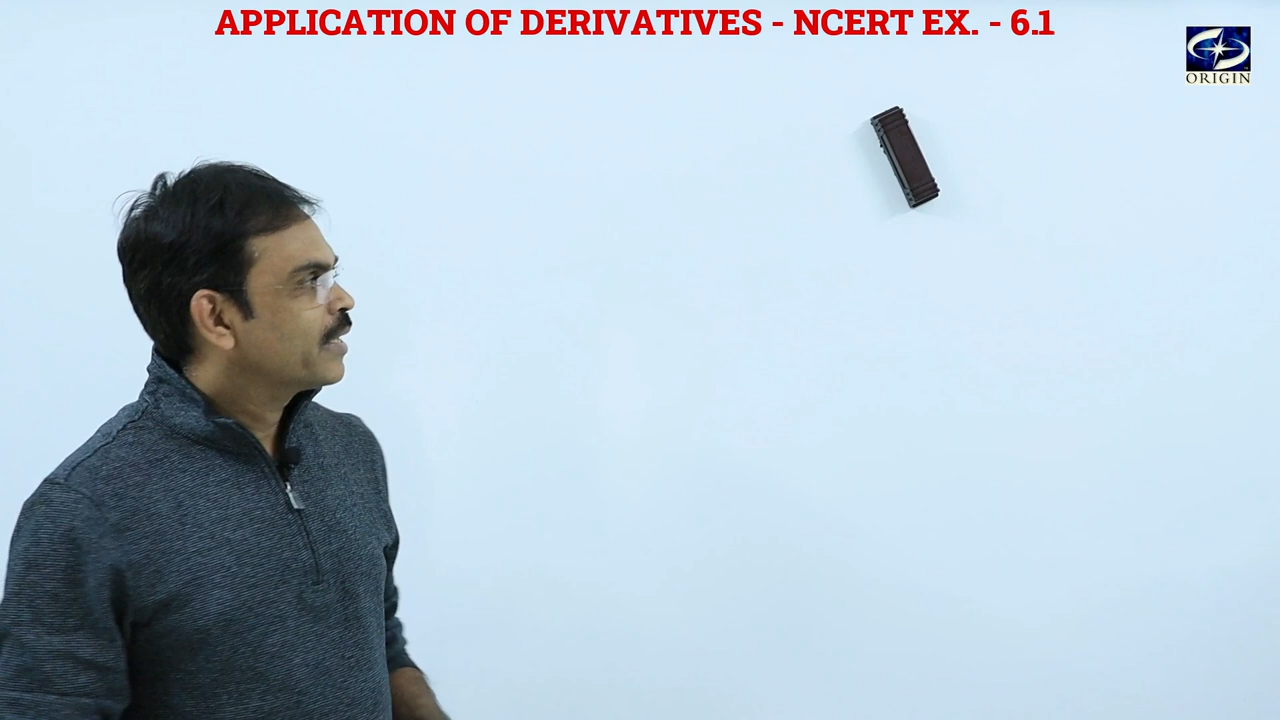 APPLICATION OF DERIVATIVES - NCERT EX. - 6.1
ORIGIN